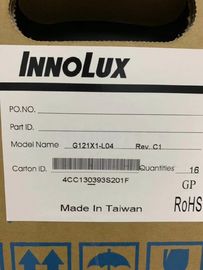 INNOLUX
PO.NO.
Part ID.
Model Name G121X1-L04 Rev. C1
Carton ID. Quantities 16
4CC130393S201F
GP
Made In Taiwan RoHS